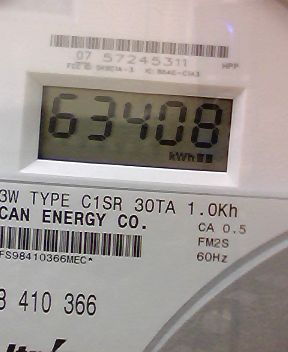 07 57245311
HPP
63408
kWh
3W TYPE C1SR 30TA 1.0Kh
CAN ENERGY CO.
CA 0.5
FM2S
60Hz
FS98410366MEC*
410 366